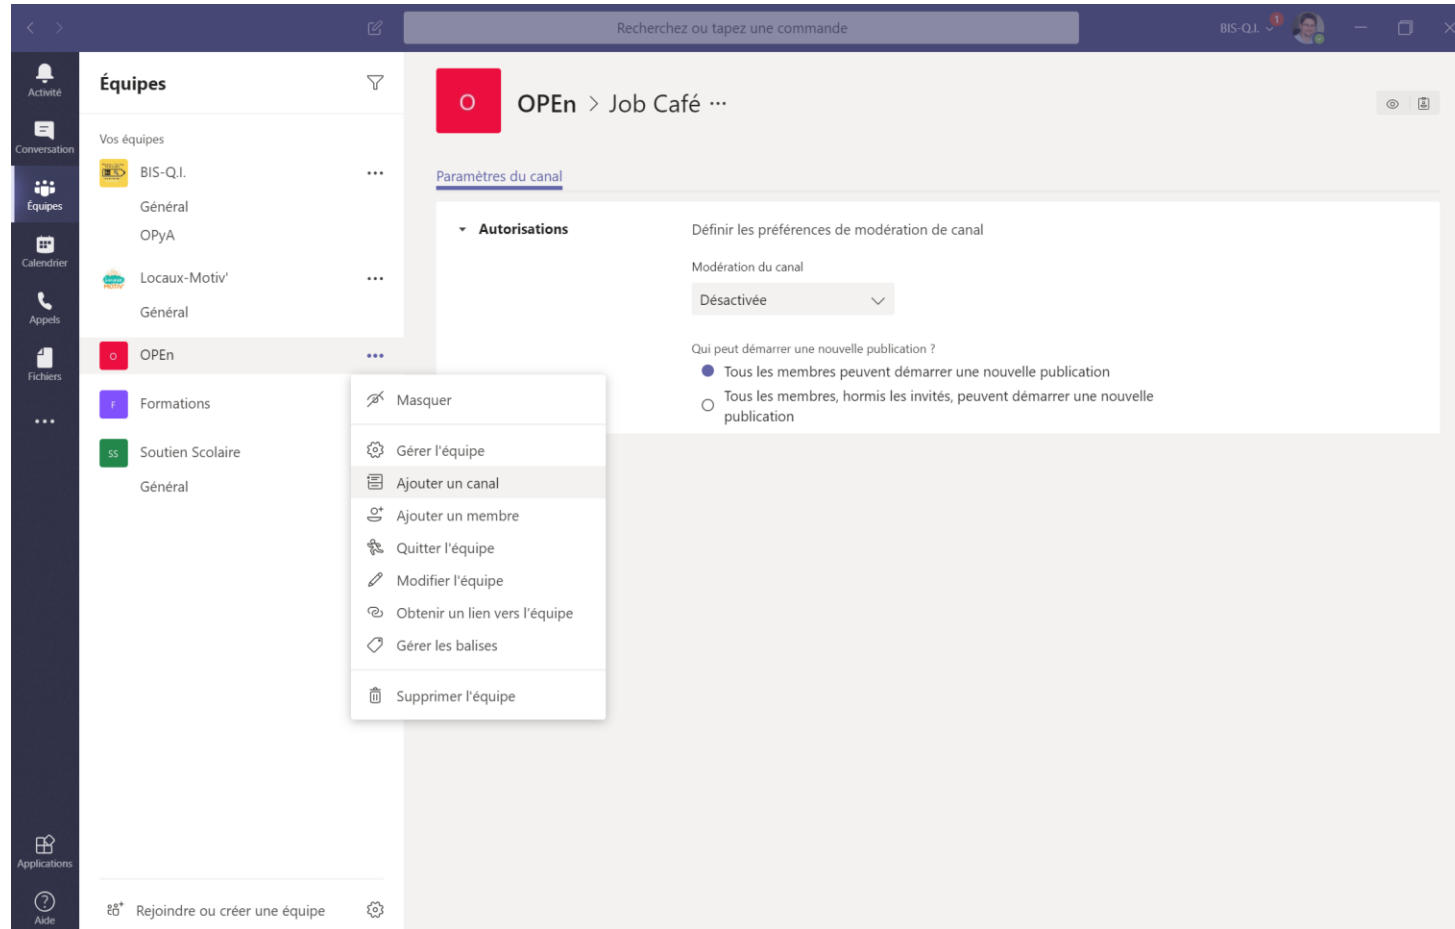 Recherchez ou tapez une commande
BIS-Q.I.
1
Activité
Conversation
Équipes
Calendrier
Appels
Fichiers
Applications
Aide
Équipes
Vos équipes
BIS-Q.I.
Général
OPyA
Locaux-Motiv'
Général
O
OPEn
F
Formations
SS
Soutien Scolaire
Général
Rejoindre ou créer une équipe
Masquer
Gérer l'équipe
Ajouter un canal
Ajouter un membre
Quitter l'équipe
Modifier l'équipe
Obtenir un lien vers l'équipe
Gérer les balises
Supprimer l'équipe
O
OPEn > Job Café ···
Paramètres du canal
Autorisations
Définir les préférences de modération de canal
Modération du canal
Désactivée
Qui peut démarrer une nouvelle publication ?
Tous les membres peuvent démarrer une nouvelle publication
Tous les membres, hormis les invités, peuvent démarrer une nouvelle
publication